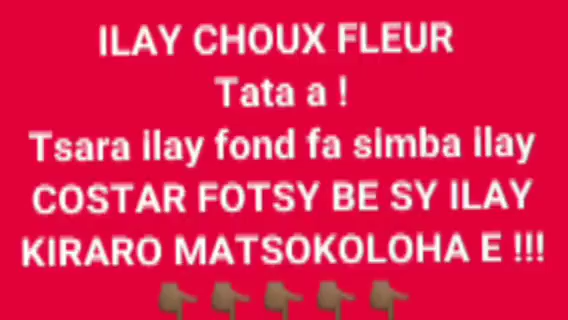 ILAY CHOUX FLEUR
Tata a !
Tsara ilay fond fa simba ilay
COSTAR FOTSY BE SY ILAY
KIRARO MATSOKOLOHA E !!!
👇🏾👇🏾👇🏾👇🏾👇🏾